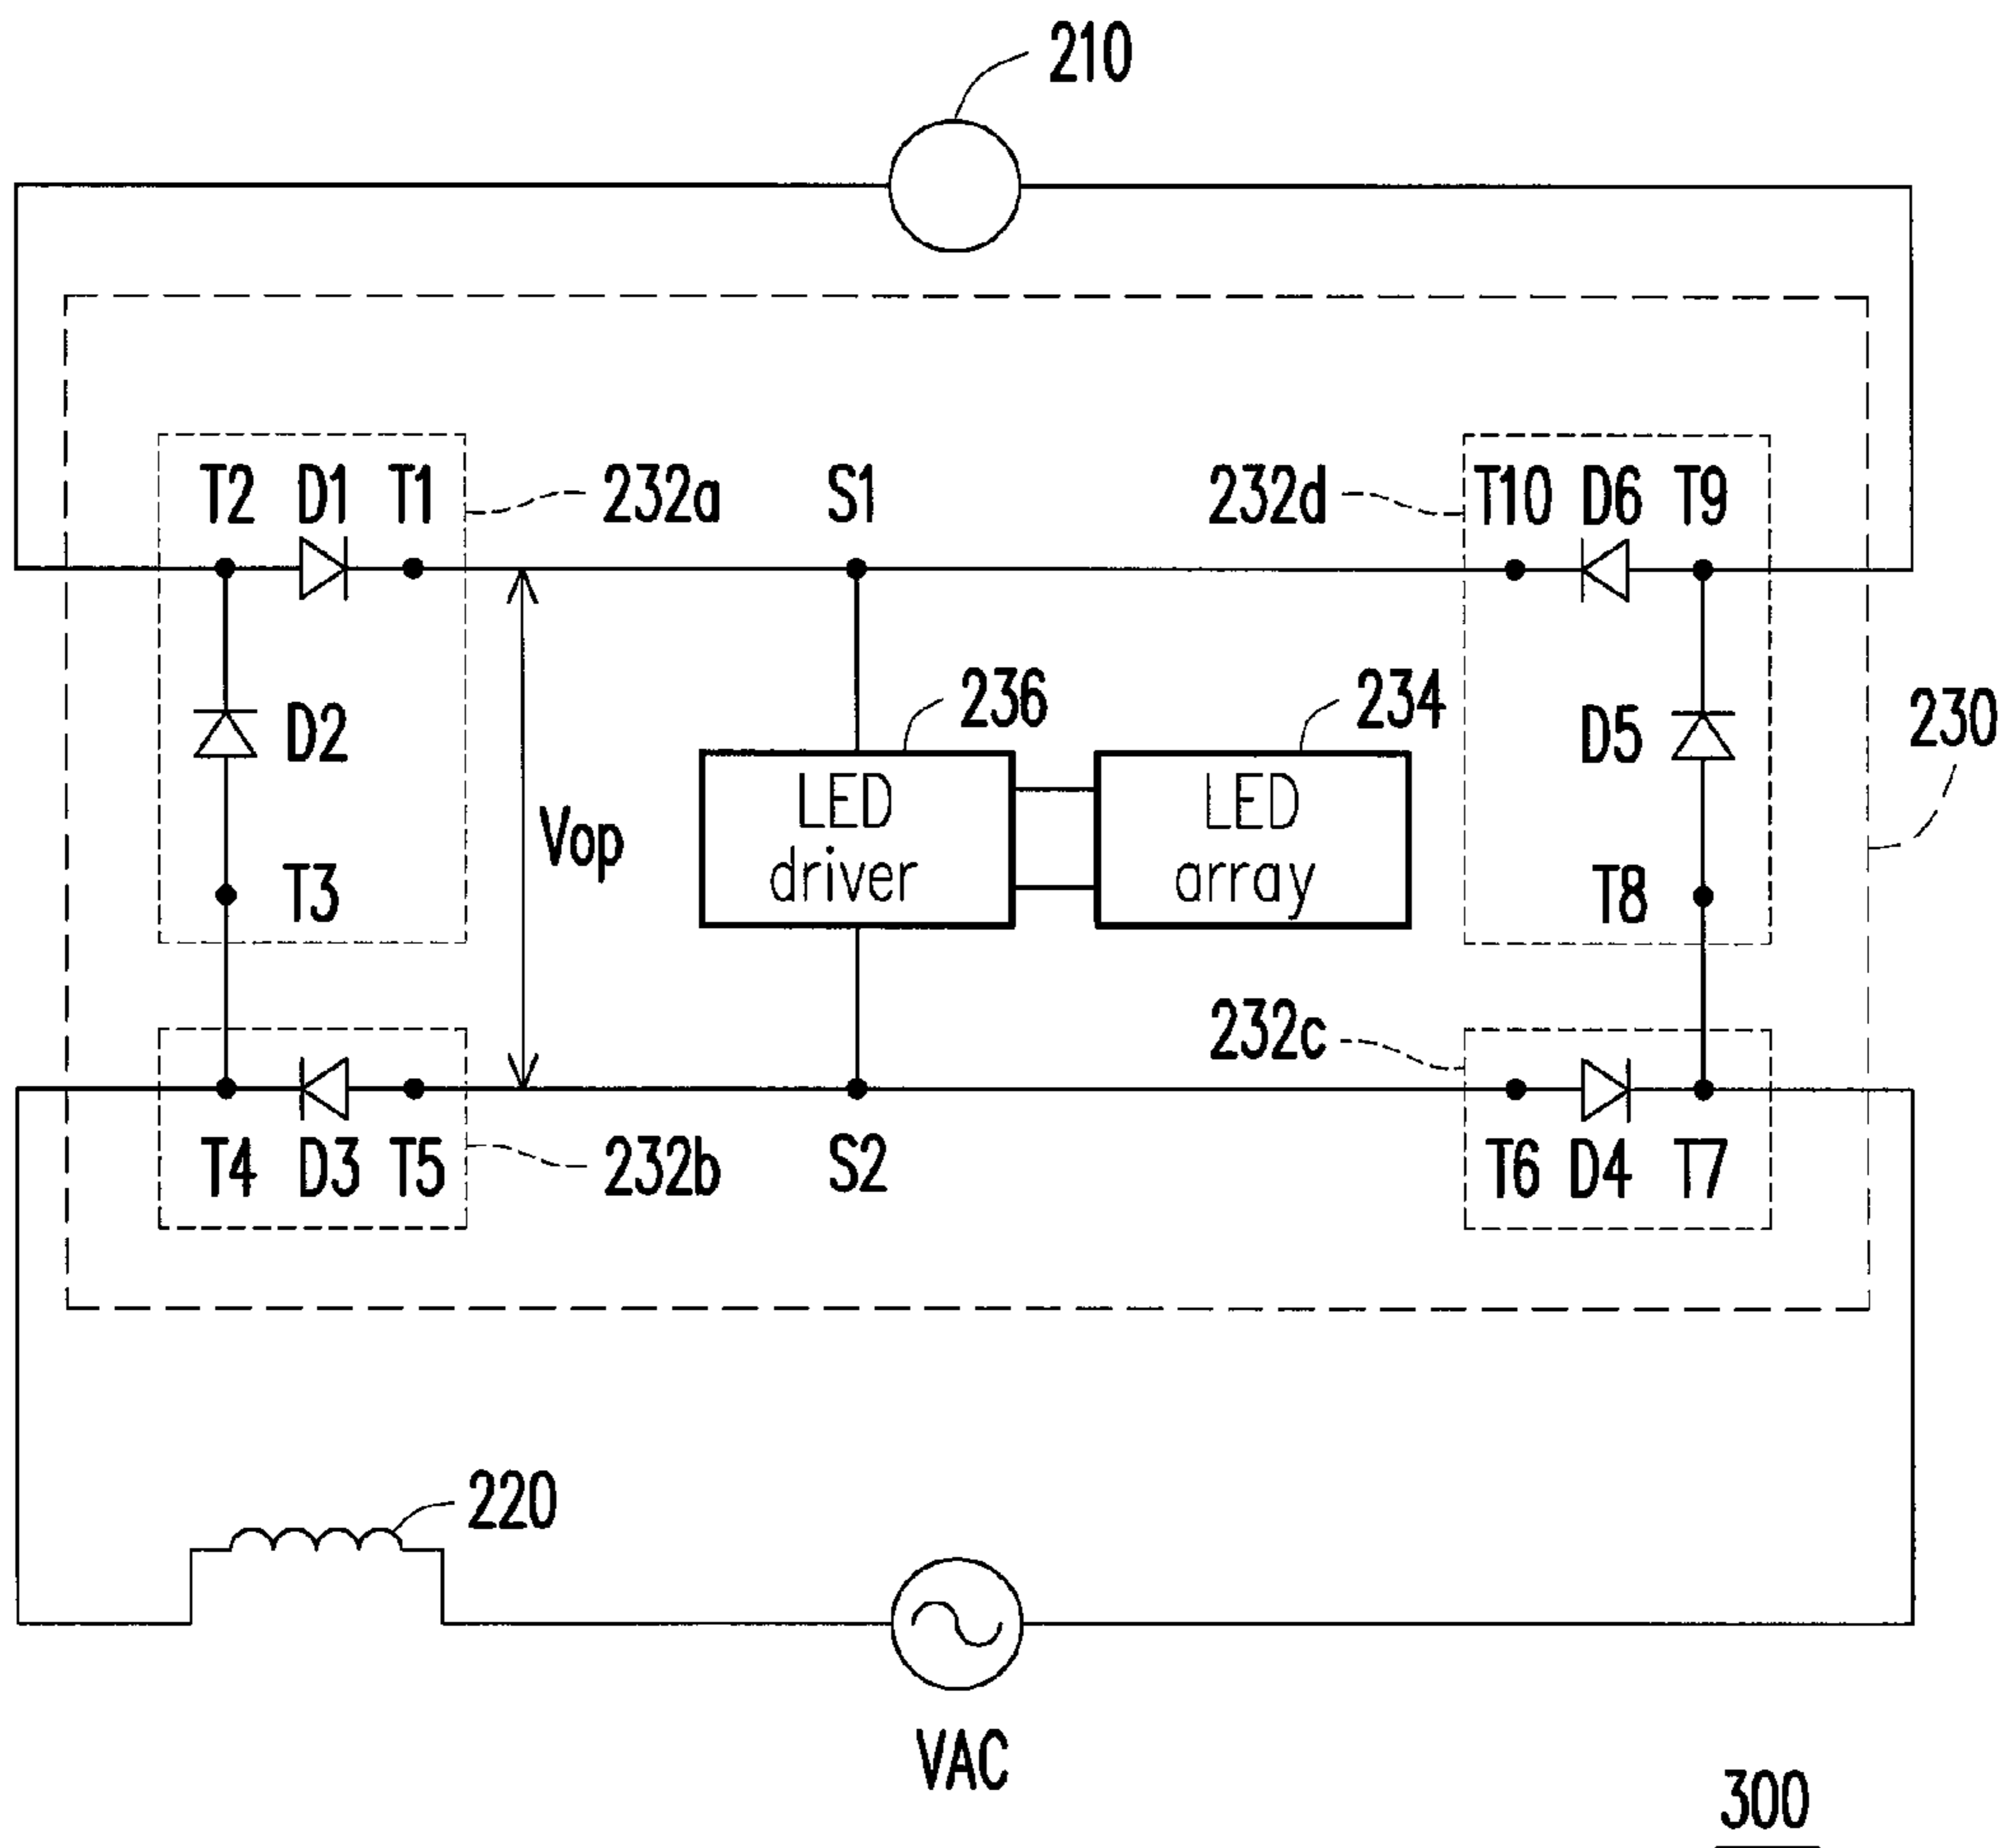 210
T2 D1 T1
232a
S1
232d
T10 D6 T9
D2
236
234
D5
230
Vop
LED
driver
LED
array
T3
T8
232c
T4 D3 T5
232b
S2
T6 D4 T7
220
VAC
300